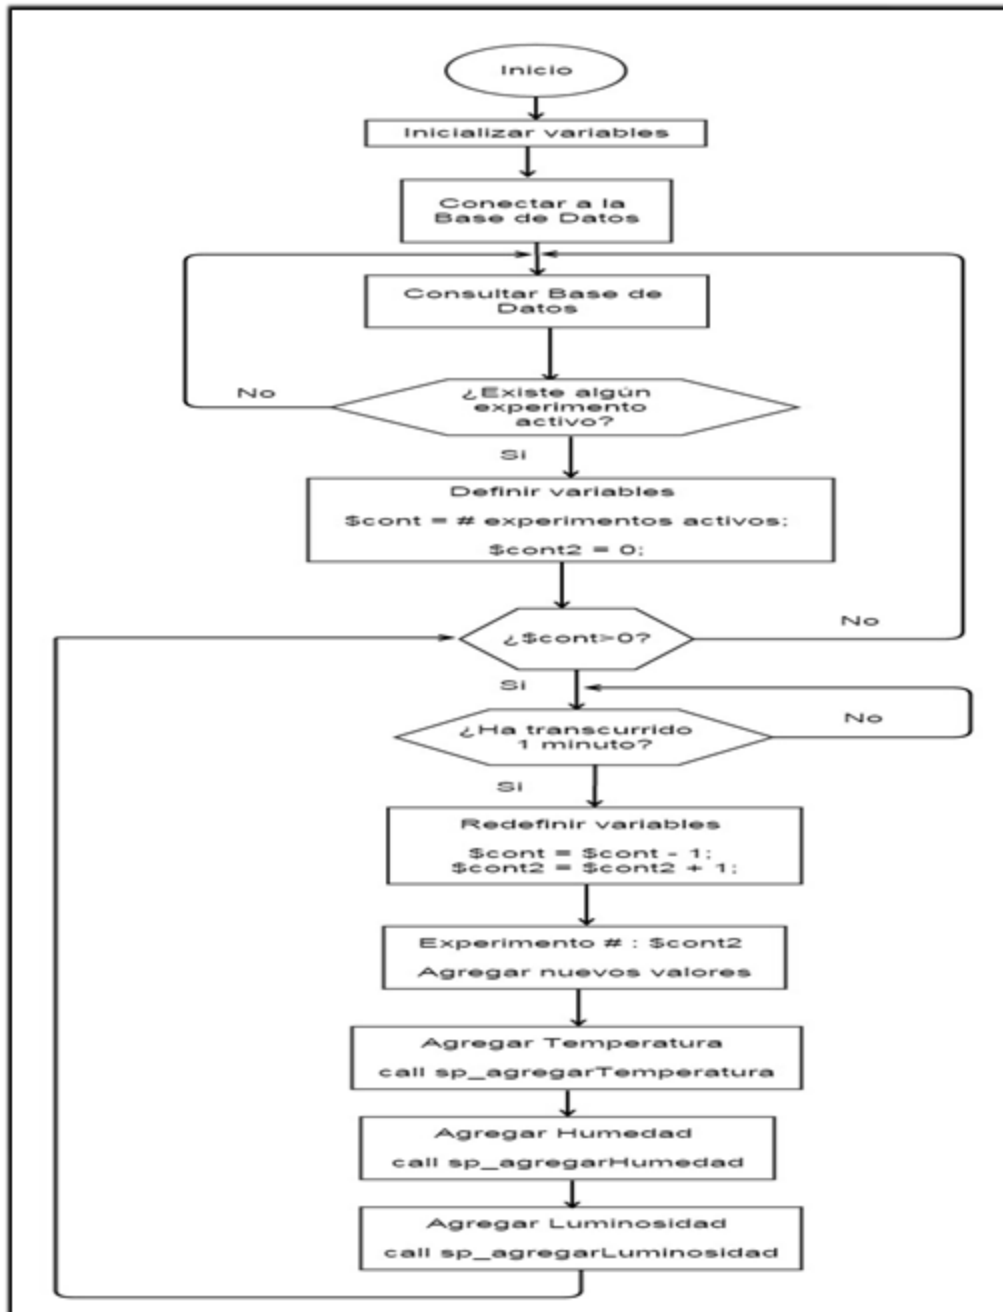 Inicio
Inicializar variables
Conectar a la
Base de Datos
Consultar Base de
Datos
No
¿Existe algún
experimento
activo?
Si
Definir variables
$cont = # experimentos activos;
$cont2 = 0;
No
¿$cont>0?
Si
No
¿Ha transcurrido
1 minuto?
Si
Redefinir variables
$cont = $cont - 1;
$cont2 = $cont2 + 1;
Experimento # : $cont2
Agregar nuevos valores
Agregar Temperatura
call sp_agregarTemperatura
Agregar Humedad
call sp_agregarHumedad
Agregar Luminosidad
call sp_agregarLuminosidad